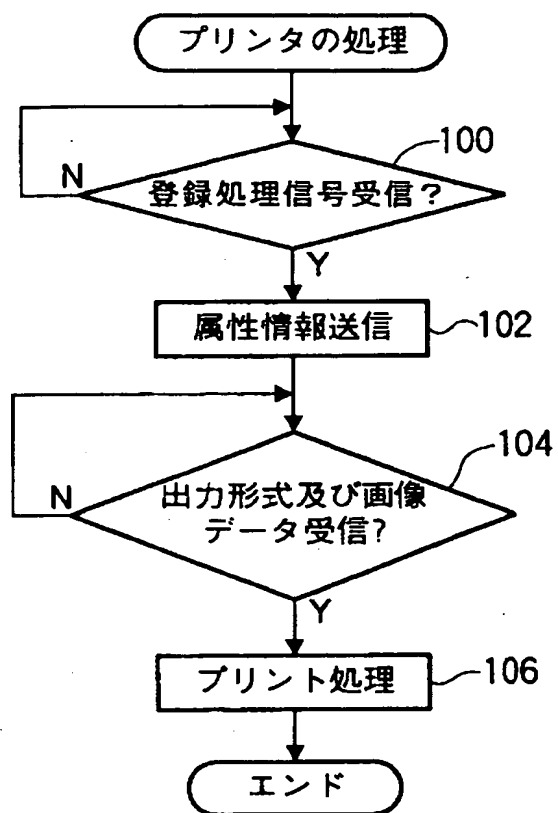 プリンタの処理
100
N
登録処理信号受信？
Y
属性情報送信
102
104
N
出力形式及び画像
データ受信?
Y
プリント処理
106
エンド